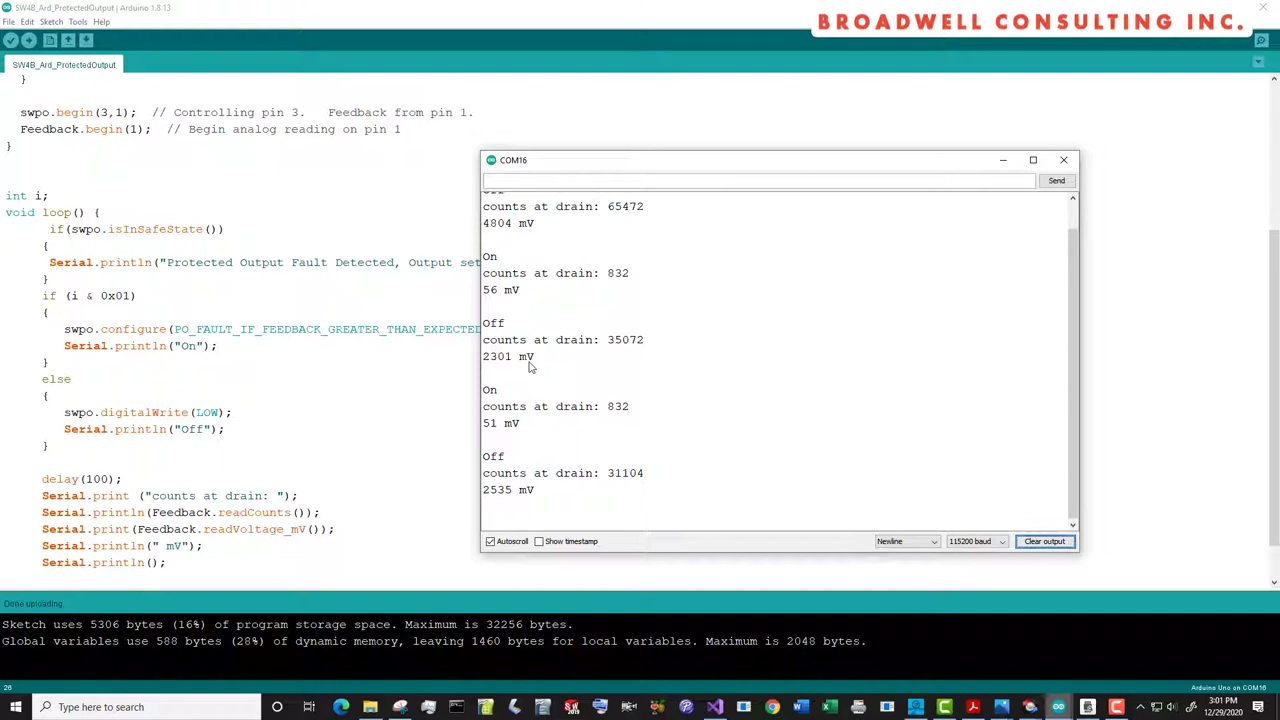 SW4B_Ard_ProtectedOutput | Arduino 1.8.13
BROADWELL CONSULTING INC.
File Edit Sketch Tools Help
SW4B_Ard_ProtectedOutput
}
swpo.begin(3,1); // Controlling pin 3. Feedback from pin 1.
Feedback.begin(1); // Begin analog reading on pin 1
}
int i;
void loop() {
if(swpo.isInSafeState())
{
Serial.println("Protected Output Fault Detected, Output set
}
if (i & 0x01)
{
swpo.configure(PO_FAULT_IF_FEEDBACK_GREATER_THAN_EXPECTED
Serial.println("On");
}
else
{
swpo.digitalWrite(LOW);
Serial.println("Off");
}
delay(100);
Serial.print ("counts at drain: ");
Serial.println(Feedback.readCounts());
Serial.print(Feedback.readVoltage_mV());
Serial.println(" mV");
Serial.println();
COM16
Send
counts at drain: 65472
4804 mV
On
counts at drain: 832
56 mV
Off
counts at drain: 35072
2301 mV
On
counts at drain: 832
51 mV
Off
counts at drain: 31104
2535 mV
Autoscroll Show timestamp
Newline
115200 baud
Clear output
Done uploading.
Sketch uses 5306 bytes (16%) of program storage space. Maximum is 32256 bytes.
Global variables use 588 bytes (28%) of dynamic memory, leaving 1460 bytes for local variables. Maximum is 2048 bytes.
26
Arduino Uno on COM16
Type here to search
3:01 PM
12/29/2020